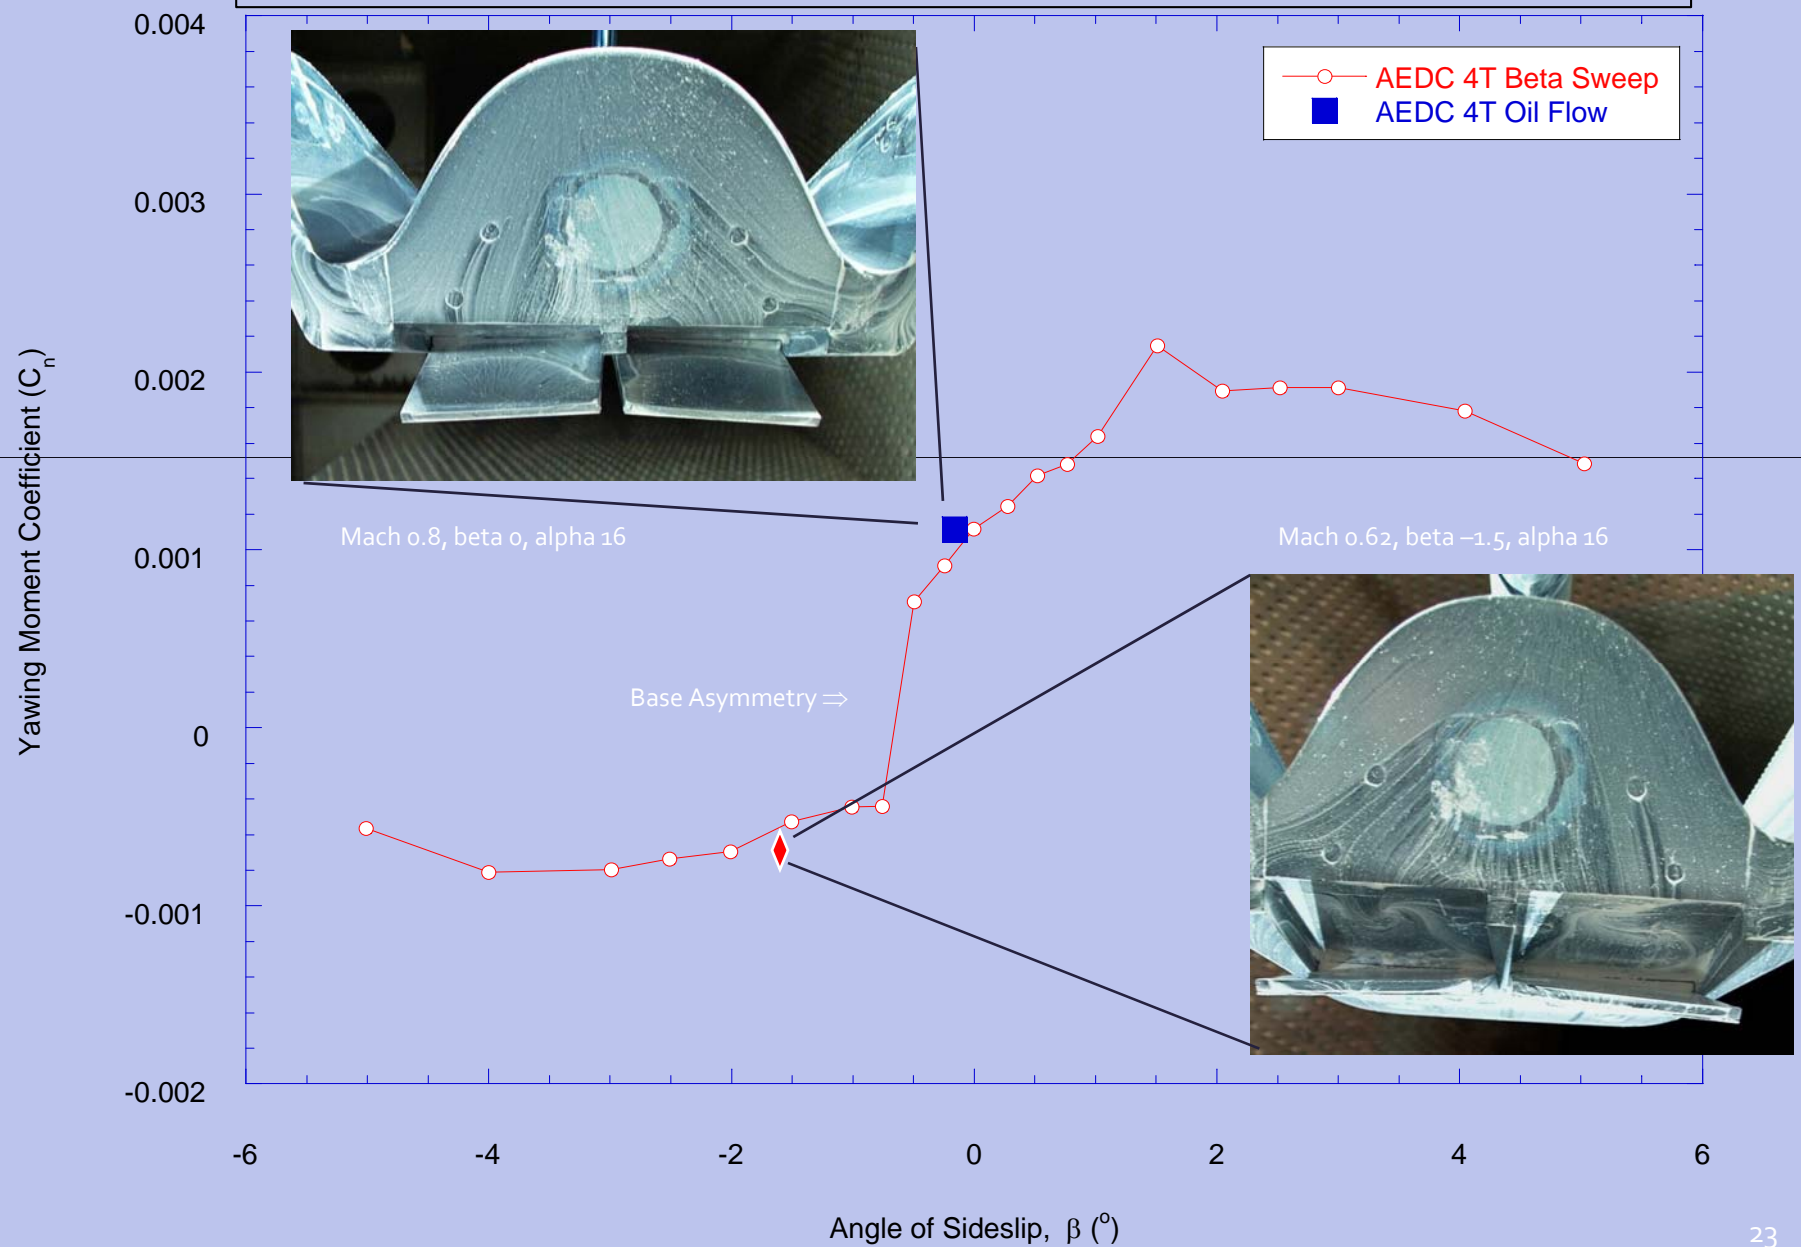 0.004
0.003
0.002
0.001
0
-0.001
-0.002
Yawing Moment Coefficient (Cn)
AEDC 4T Beta Sweep
AEDC 4T Oil Flow
Mach 0.8, beta 0, alpha 16
Mach 0.62, beta –1.5, alpha 16
Base Asymmetry ⇒
-6 -4 -2 0 2 4 6
Angle of Sideslip, β (o)
23